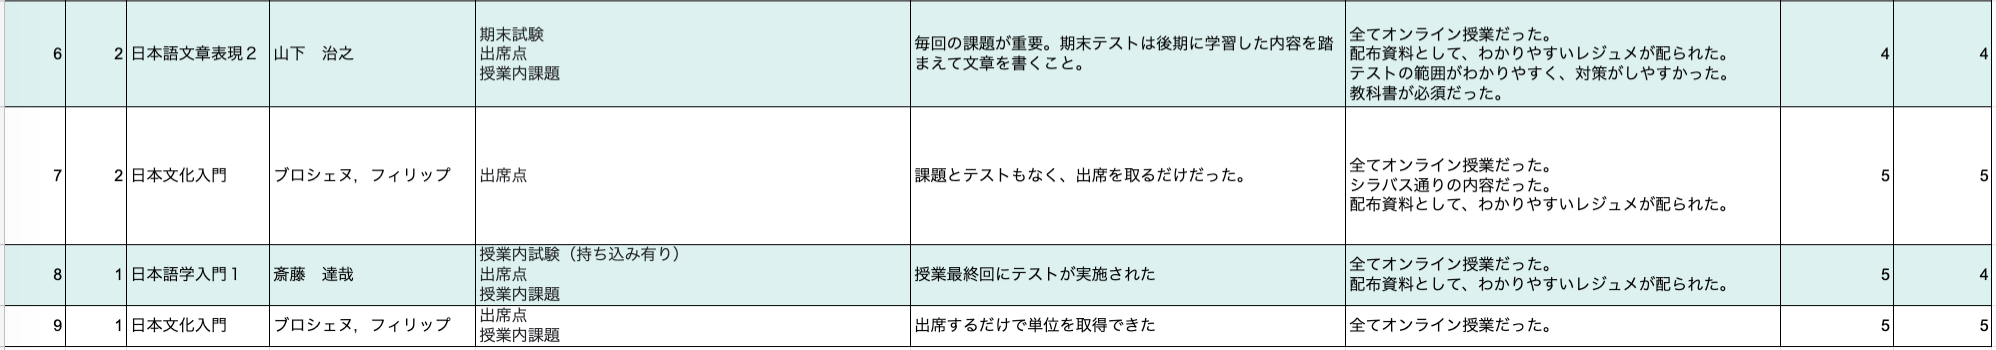 6 2 日本語文章表現２ 山下　治之 期末試験
出席点
授業内課題 毎回の課題が重要。期末テストは後期に学習した内容を踏
まえて文章を書くこと。 全てオンライン授業だった。
配布資料として、わかりやすいレジュメが配られた。
テストの範囲がわかりやすく、対策がしやすかった。
教科書が必須だった。 4 4
7 2 日本文化入門 ブロシェヌ，フィリップ 出席点 課題とテストもなく、出席を取るだけだった。 全てオンライン授業だった。
シラバス通りの内容だった。
配布資料として、わかりやすいレジュメが配られた。 5 5
8 1 日本語学入門１ 斎藤　達哉 授業内試験（持ち込み有り）
出席点
授業内課題 授業最終回にテストが実施された 全てオンライン授業だった。
配布資料として、わかりやすいレジュメが配られた。 5 4
9 1 日本文化入門 ブロシェヌ，フィリップ 出席点
授業内課題 出席するだけで単位を取得できた 全てオンライン授業だった。 5 5